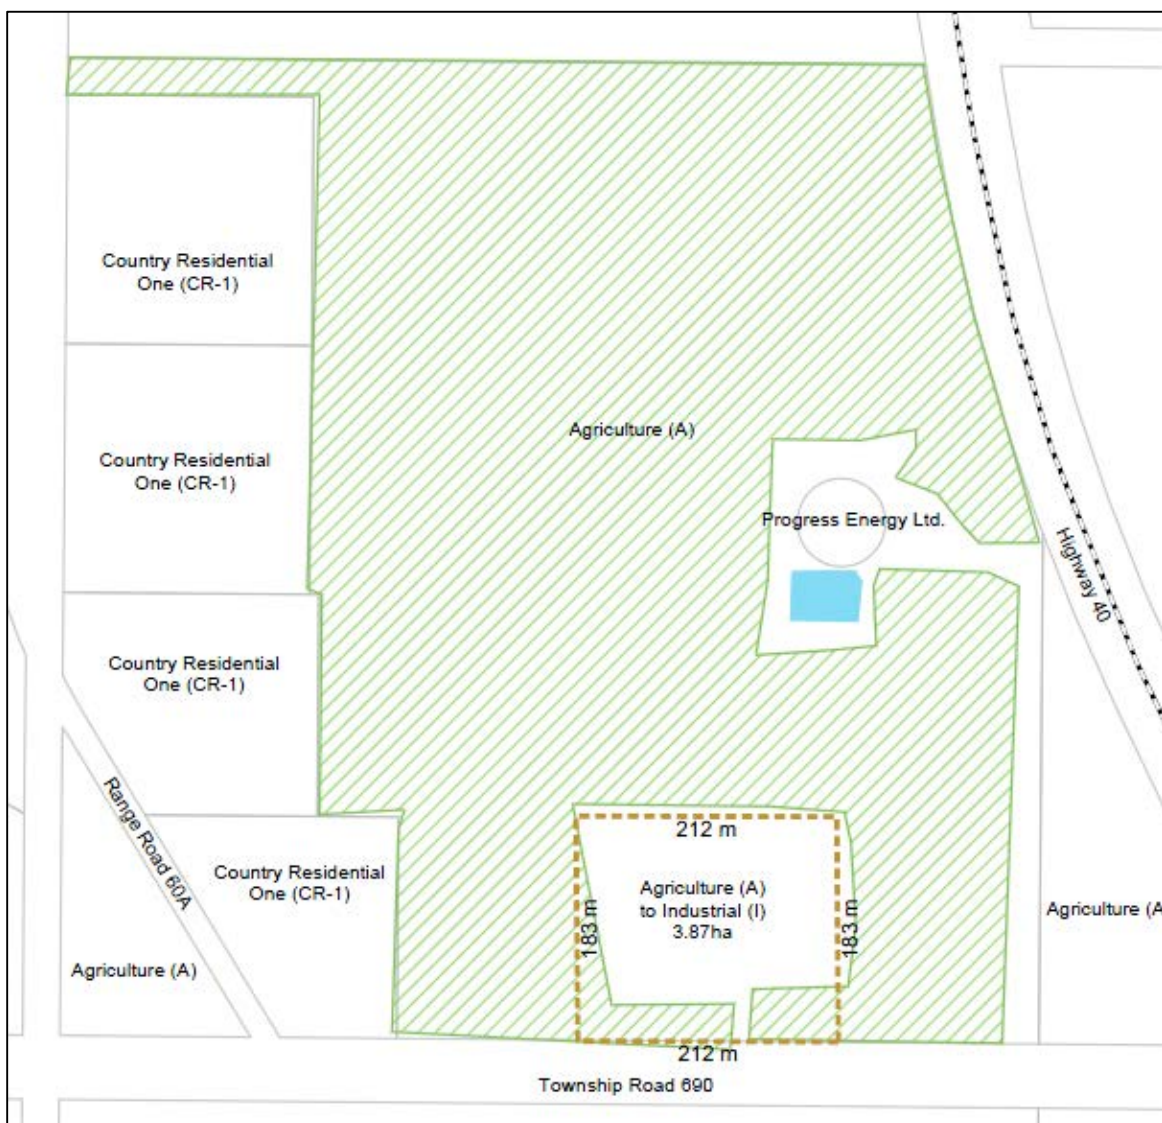 Country Residential
One (CR-1)
Agriculture (A)
Country Residential
One (CR-1)
Progress Energy Ltd.
Highway 40
Country Residential
One (CR-1)
Range Road 60A
212 m
Country Residential
One (CR-1)
Agriculture (A)
to Industrial (I)
3.87ha
183 m
183 m
Agriculture (A
Agriculture (A)
212 m
Township Road 690